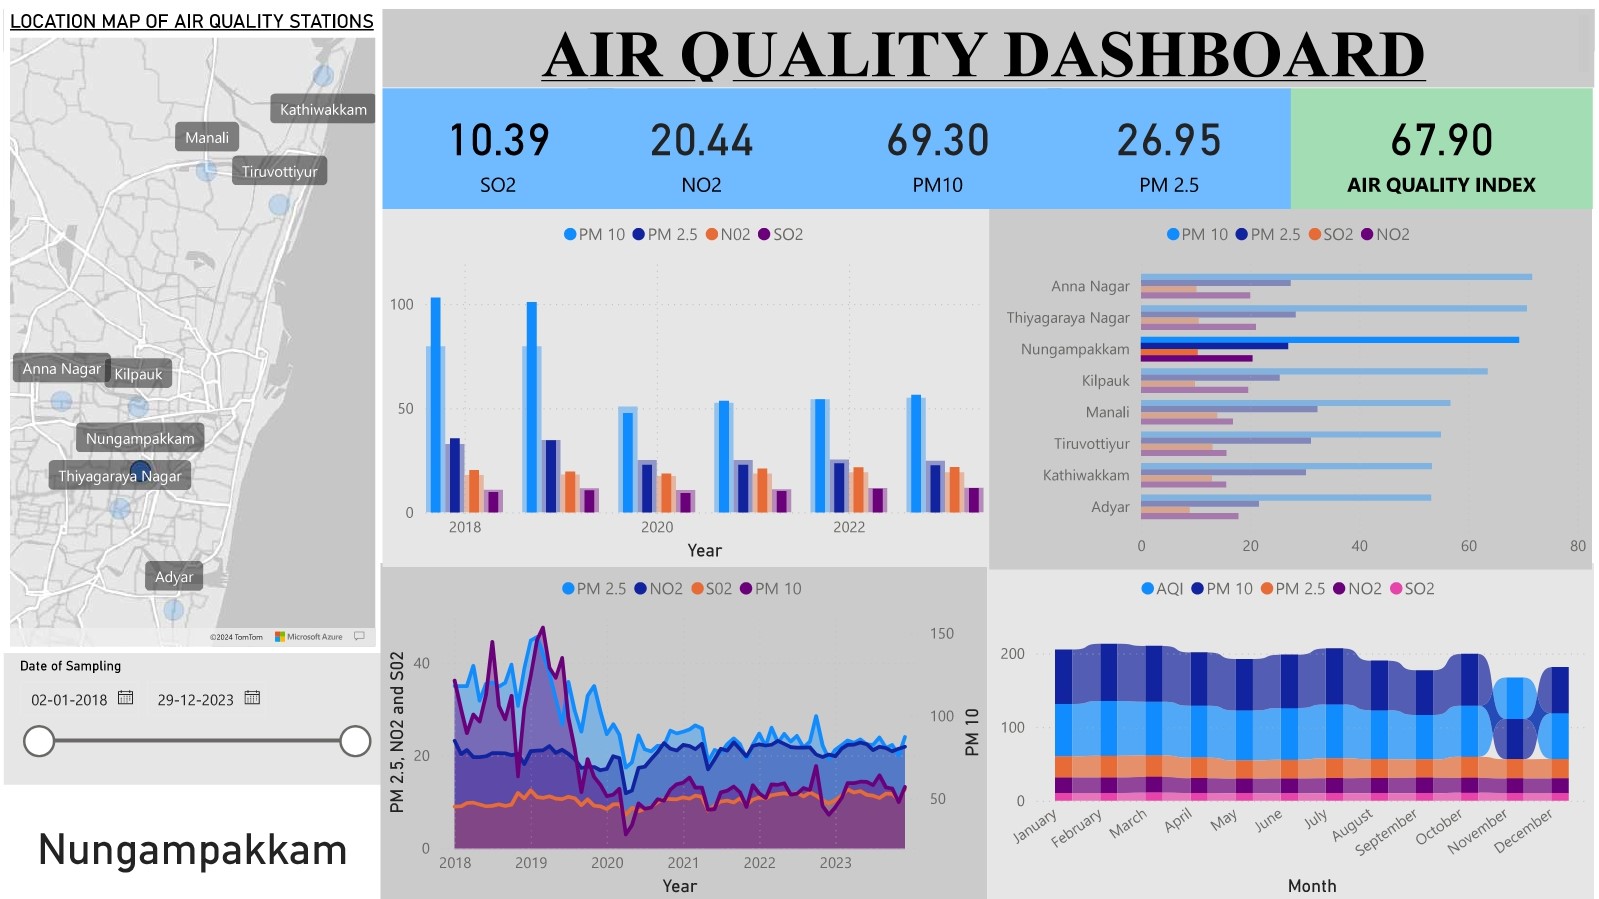 LOCATION MAP OF AIR QUALITY STATIONS
Kathiwakkam
Manali
Tiruvottiyur
Anna Nagar
Kilpauk
Nungampakkam
Thiyagaraya Nagar
Adyar
©2024 TomTom
Microsoft Azure
Date of Sampling
02-01-2018
29-12-2023
Nungampakkam
AIR QUALITY DASHBOARD
10.39
SO2
20.44
NO2
69.30
PM10
26.95
PM 2.5
67.90
AIR QUALITY INDEX
PM 10 PM 2.5 N02 SO2
100
50
0
2018 2020 2022
Year
PM 10 PM 2.5 SO2 NO2
Anna Nagar
Thiyagaraya Nagar
Nungampakkam
Kilpauk
Manali
Tiruvottiyur
Kathiwakkam
Adyar
0 20 40 60 80
PM 2.5 NO2 S02 PM 10
PM 2.5, NO2 and S02
40
20
0
150
100
50
PM 10
2018 2019 2020 2021 2022 2023
Year
AQI PM 10 PM 2.5 NO2 SO2
200
100
0
January February March April May June July August September October November December
Month